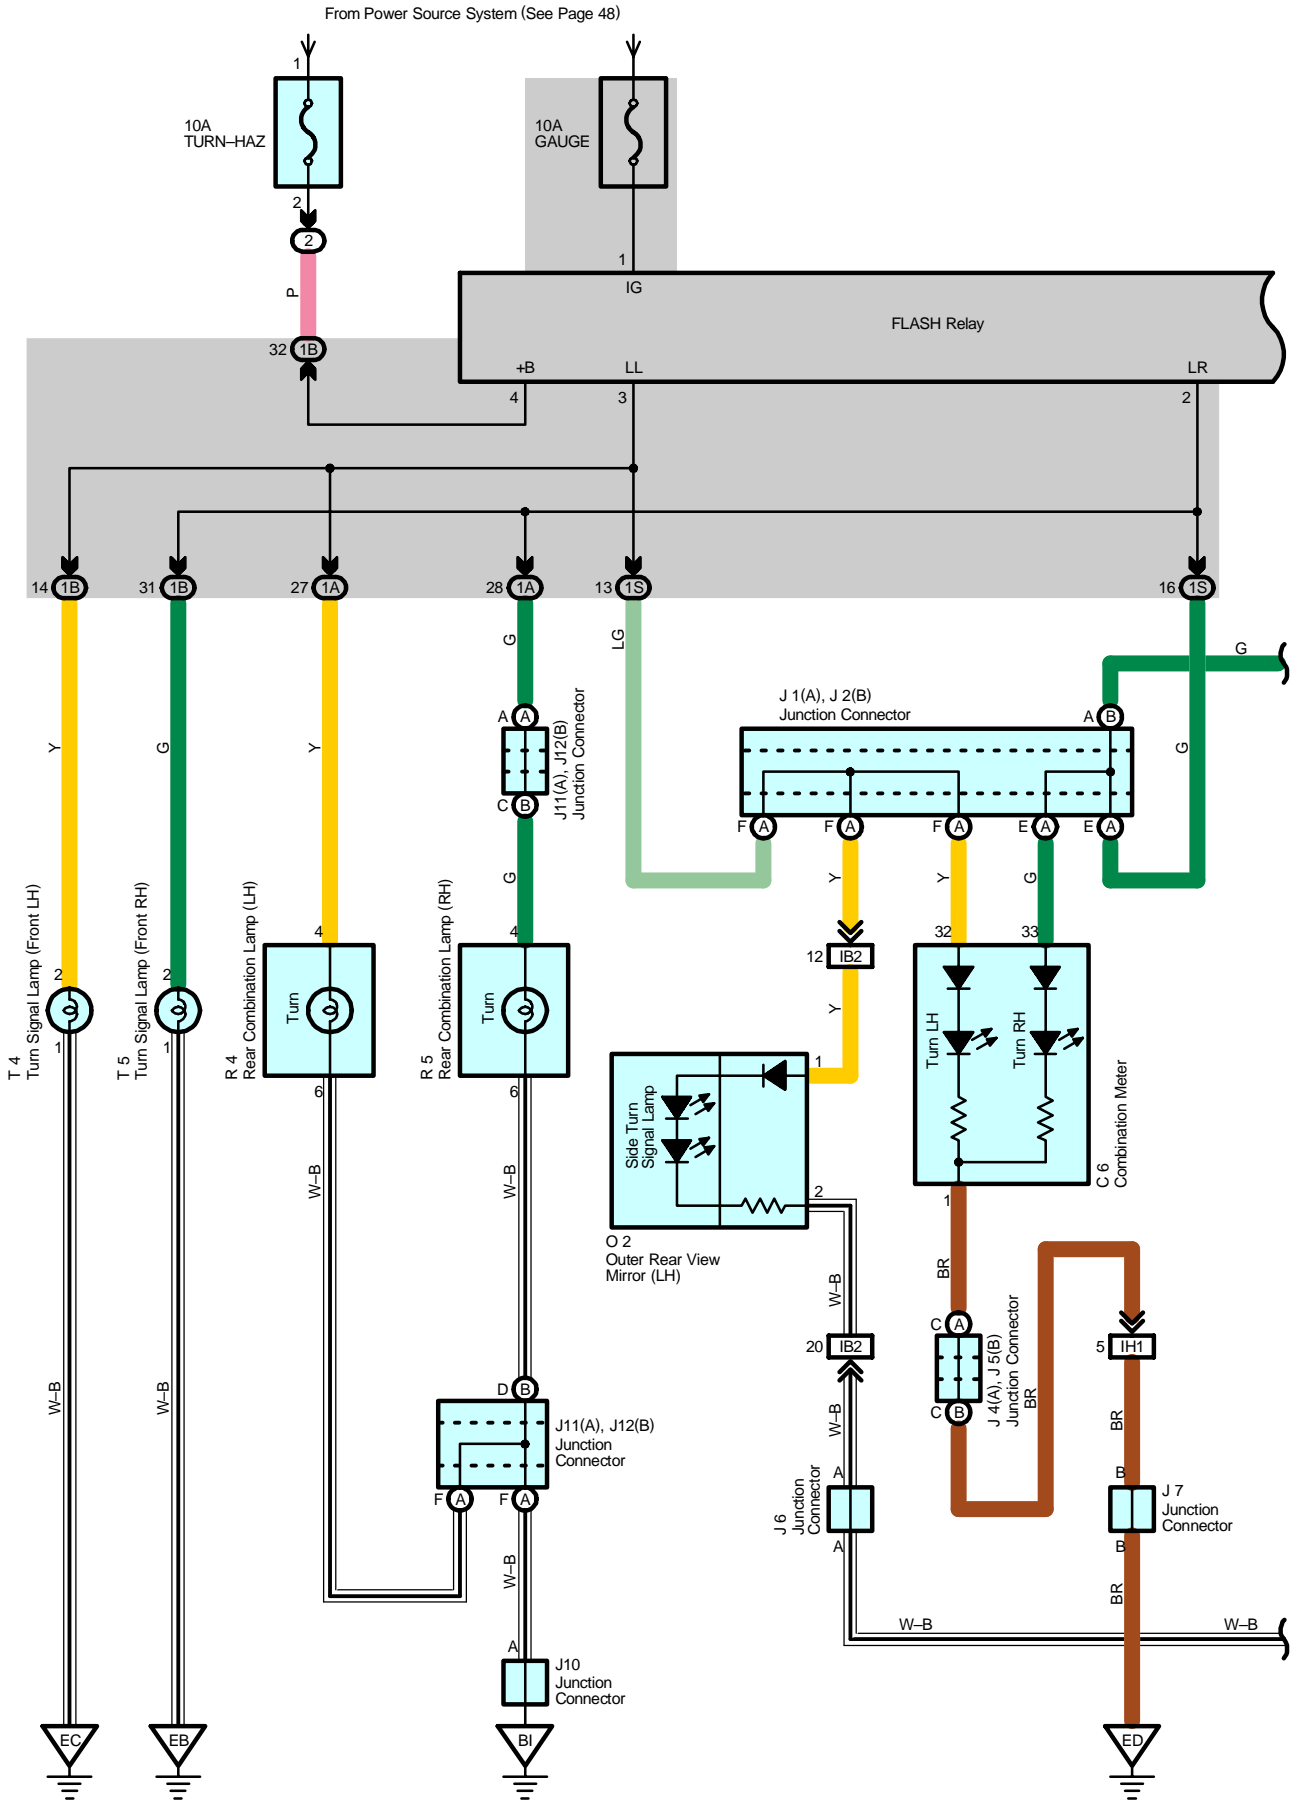 From Power Source System (See Page 48)
1
10A
TURN–HAZ
10A
GAUGE
2
2
P
1
IG
FLASH Relay
32 1B
+B
LL
LR
4
3
2
14 1B
31 1B
27 1A
28 1A
13 1S
16 1S
G
LG
G
J 1(A), J 2(B)
Junction Connector
A A
A B
Y
G
Y
J11(A), J12(B)
Junction Connector
G
C B
F A
F A
F A
E A
E A
G
Y
Y
G
4
4
32
33
12 IB2
T 4
Turn Signal Lamp (Front LH)
2
1
T 5
Turn Signal Lamp (Front RH)
2
1
R 4
Rear Combination Lamp (LH)
Turn
6
R 5
Rear Combination Lamp (RH)
Turn
6
Y
1
Side Turn
Signal Lamp
2
O 2
Outer Rear View
Mirror (LH)
Turn LH
Turn RH
C 6
Combination Meter
1
W–B
W–B
W–B
BR
C A
20 IB2
5 IH1
J 4(A), J 5(B)
Junction Connector
BR
C B
W–B
W–B
D B
J11(A), J12(B)
Junction
Connector
W–B
BR
F A
F A
A
J 6
Junction
Connector
A
B
J 7
Junction
Connector
B
W–B
BR
W–B
W–B
A
J10
Junction
Connector
EC
EB
BI
ED